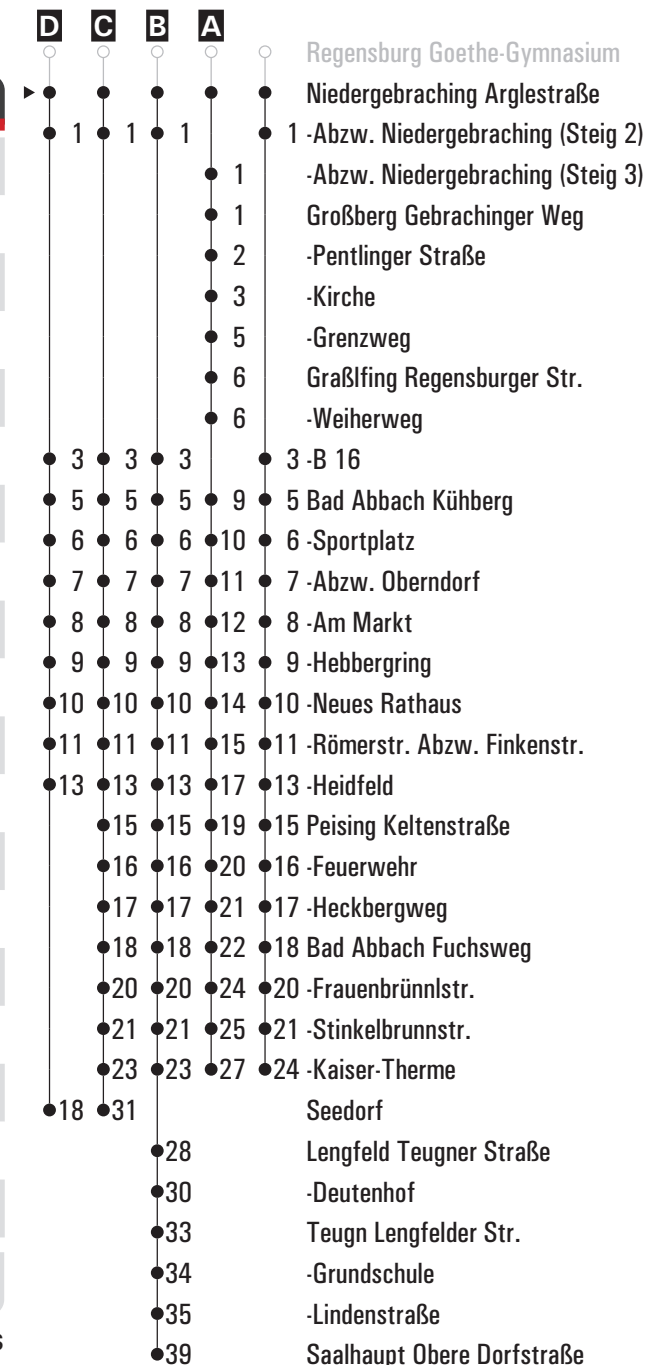 D C B A
Regensburg Goethe-Gymnasium
Niedergebraching Arglestraße
1 1 1 1 -Abzw. Niedergebraching (Steig 2)
1 -Abzw. Niedergebraching (Steig 3)
1 Großberg Gebrachinger Weg
2 -Pentlinger Straße
3 -Kirche
5 -Grenzweg
6 Graßlfing Regensburger Str.
6 -Weiherweg
3 3 3 3 -B 16
5 5 5 9 5 Bad Abbach Kühberg
6 6 6 10 6 -Sportplatz
7 7 7 11 7 -Abzw. Oberndorf
8 8 8 12 8 -Am Markt
9 9 9 13 9 -Hebbergring
10 10 10 14 10 -Neues Rathaus
11 11 11 15 11 -Römerstr. Abzw. Finkenstr.
13 13 13 17 13 -Heidfeld
15 15 19 15 Peising Keltenstraße
16 16 20 16 -Feuerwehr
17 17 21 17 -Heckbergweg
18 18 22 18 Bad Abbach Fuchsweg
20 20 24 20 -Frauenbrünnlstr.
21 21 25 21 -Stinkelbrunnstr.
23 23 27 24 -Kaiser-Therme
18 31 Seedorf
28 Lengfeld Teugner Straße
30 -Deutenhof
33 Teugn Lengfelder Str.
34 -Grundschule
35 -Lindenstraße
s
39 Saalhaupt Obere Dorfstraße